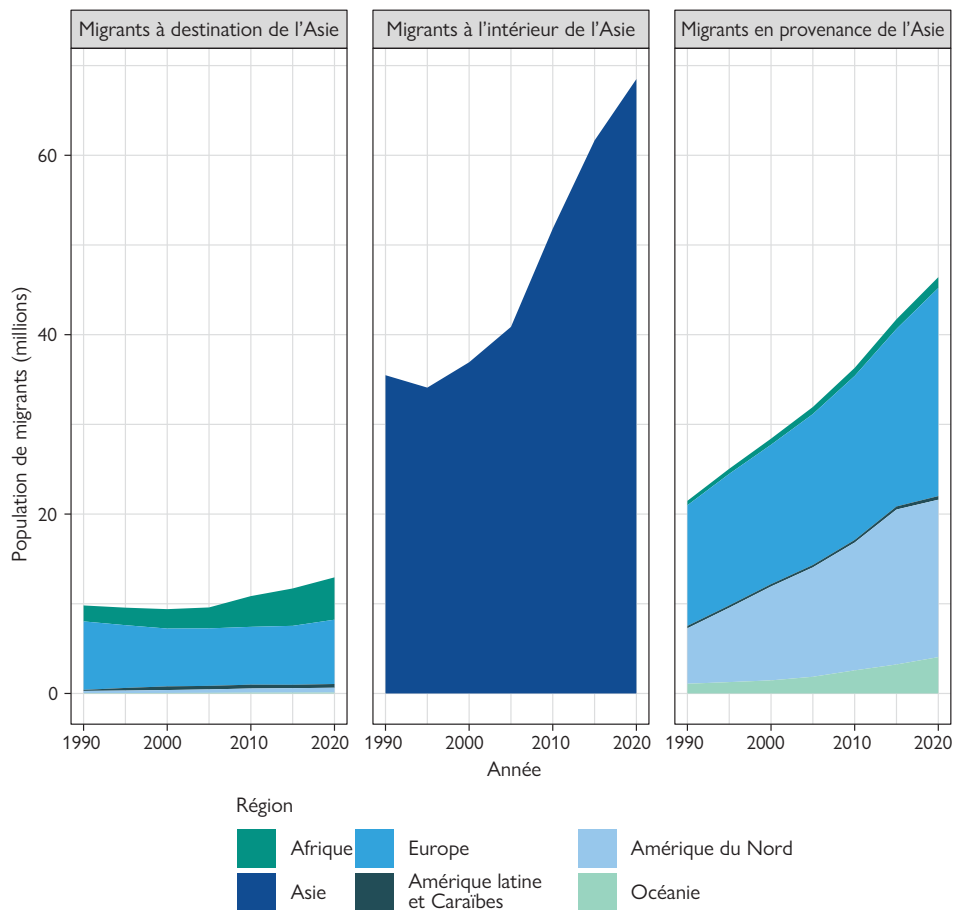 Migrants à destination de l’Asie
Migrants à l’intérieur de l’Asie
Migrants en provenance de l’Asie
Population de migrants (millions)
60
40
20
0
1990
2000
2010
2020
1990
2000
2010
2020
1990
2000
2010
2020
Année
Région
Afrique
Europe
Amérique du Nord
Asie
Amérique latine
et Caraïbes
Océanie